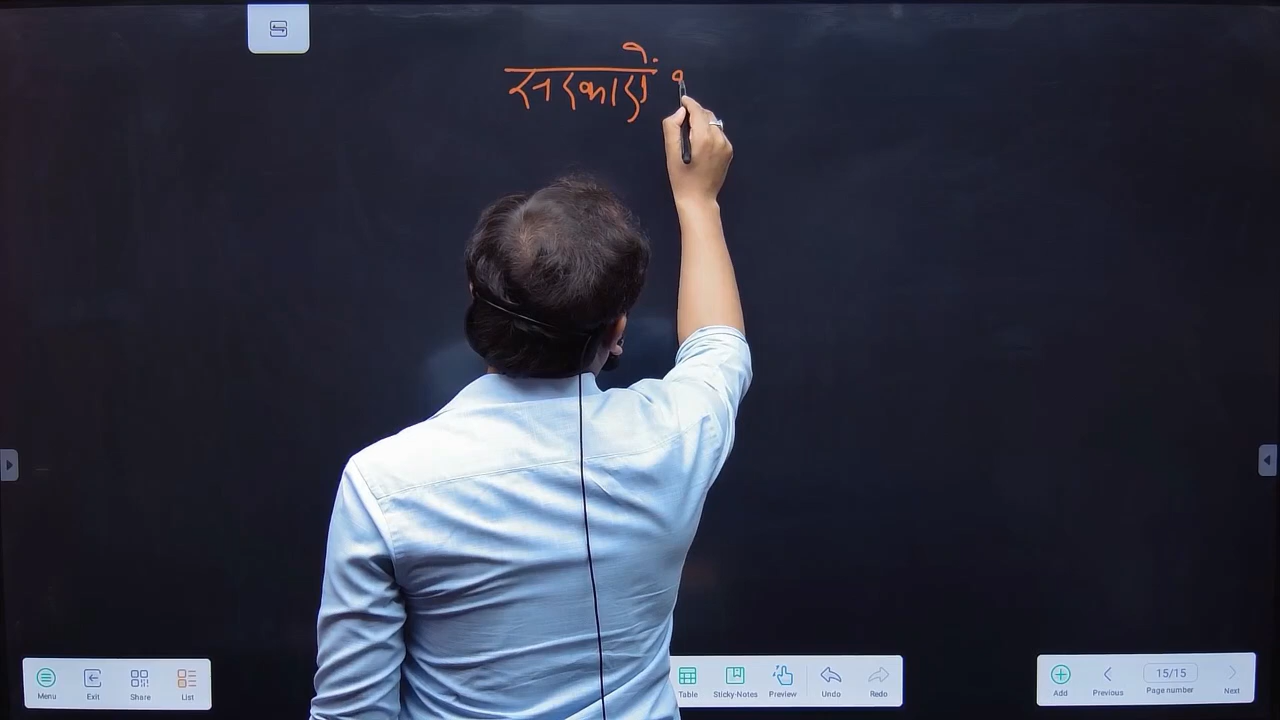 सरकारों
Menu Exit Share List Table Sticky-Notes Preview Undo Redo Add Previous 15/15 Page number Next